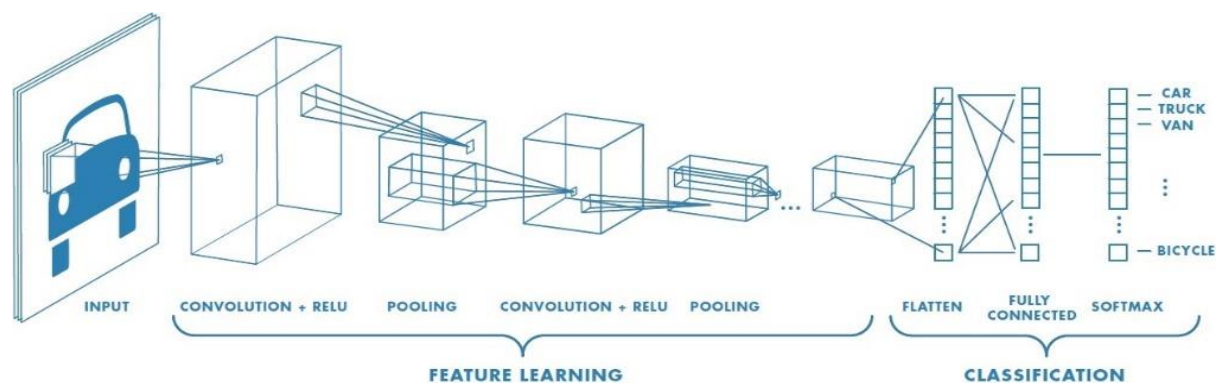 CAR
TRUCK
VAN
BICYCLE
INPUT
CONVOLUTION + RELU
POOLING
CONVOLUTION + RELU
POOLING
FLATTEN
FULLY
CONNECTED
SOFTMAX
FEATURE LEARNING
CLASSIFICATION